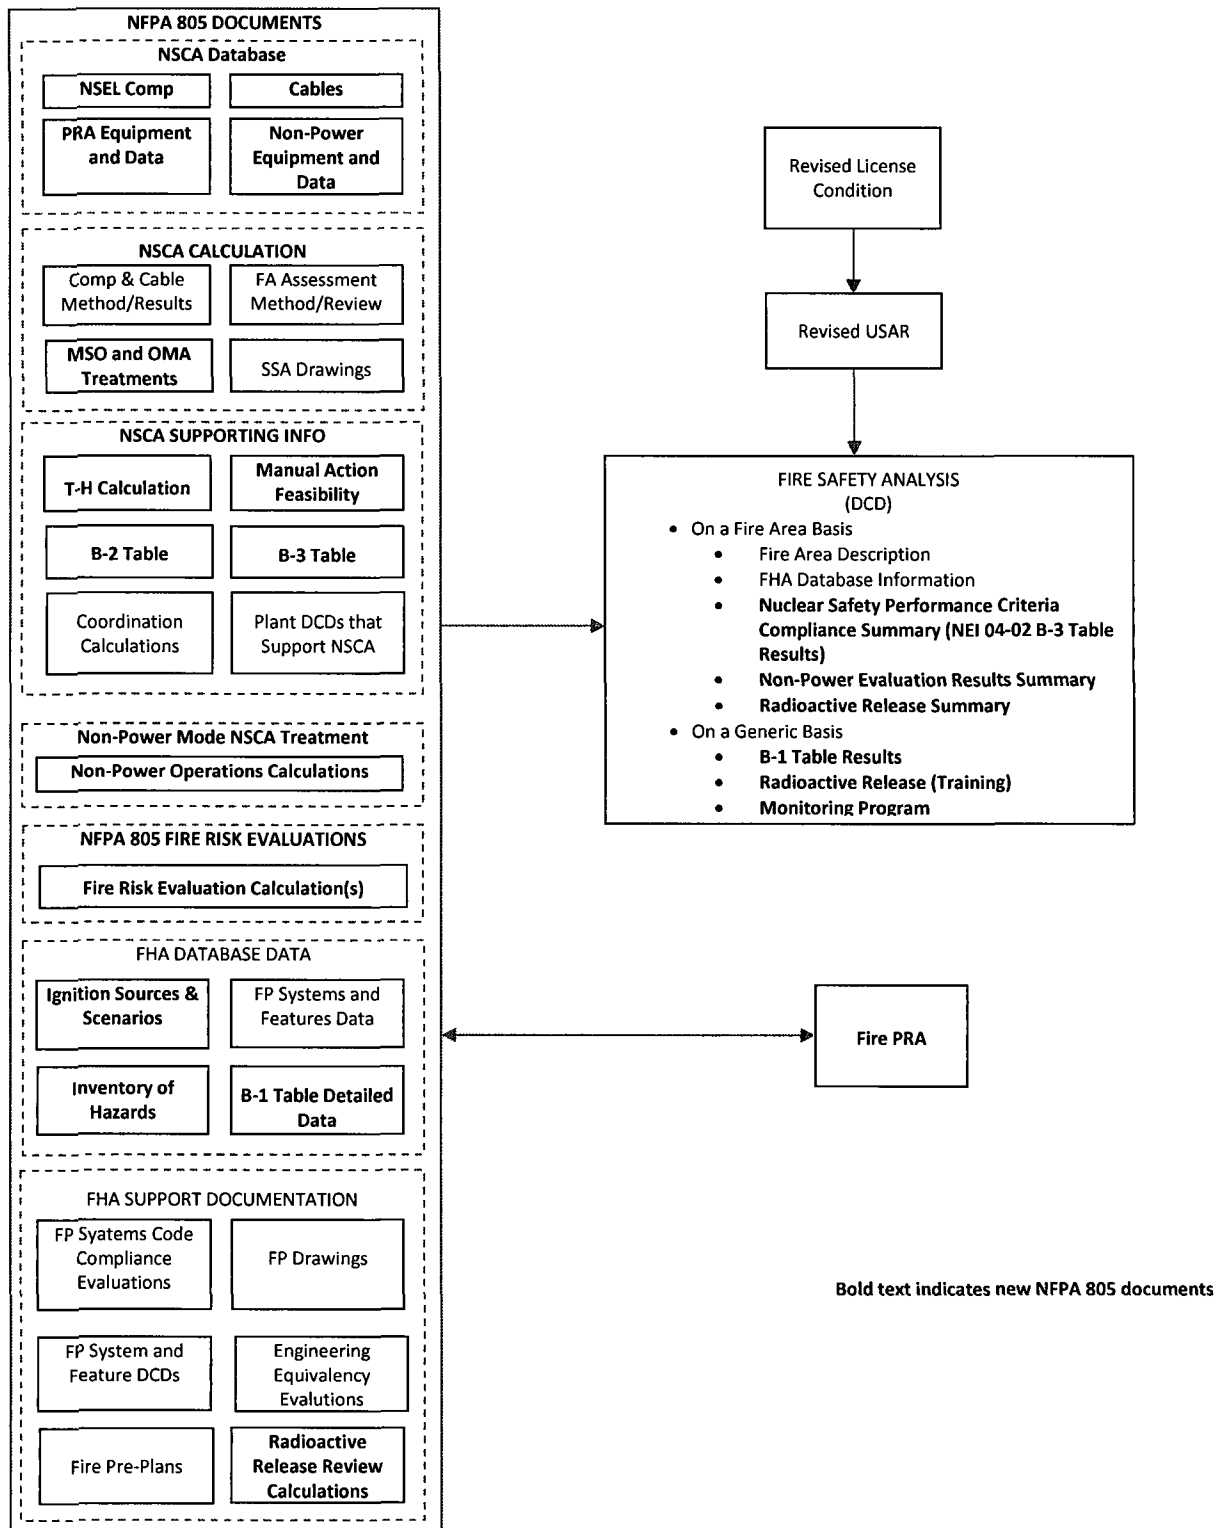 NFPA 805 DOCUMENTS
NSCA Database
NSEL Comp
Cables
PRA Equipment
and Data
Non-Power
Equipment and
Data
NSCA CALCULATION
Comp & Cable
Method/Results
FA Assessment
Method/Review
MSO and OMA
Treatments
SSA Drawings
NSCA SUPPORTING INFO
T-H Calculation
Manual Action
Feasibility
B-2 Table
B-3 Table
Coordination
Calculations
Plant DCDs that
Support NSCA
Non-Power Mode NSCA Treatment
Non-Power Operations Calculations
NFPA 805 FIRE RISK EVALUATIONS
Fire Risk Evaluation Calculation(s)
FHA DATABASE DATA
Ignition Sources &
Scenarios
FP Systems and
Features Data
Inventory of
Hazards
B-1 Table Detailed
Data
FHA SUPPORT DOCUMENTATION
FP Syatems Code
Compliance
Evaluations
FP Drawings
FP System and
Feature DCDs
Engineering
Equivalency
Evalutions
Fire Pre-Plans
Radioactive
Release Review
Calculations
Revised License
Condition
Revised USAR
FIRE SAFETY ANALYSIS
(DCD)
• On a Fire Area Basis
• Fire Area Description
• FHA Database Information
• Nuclear Safety Performance Criteria
Compliance Summary (NEI 04-02 B-3 Table
Results)
• Non-Power Evaluation Results Summary
• Radioactive Release Summary
• On a Generic Basis
• B-1 Table Results
• Radioactive Release (Training)
• Monitoring Program
Fire PRA
Bold text indicates new NFPA 805 documents